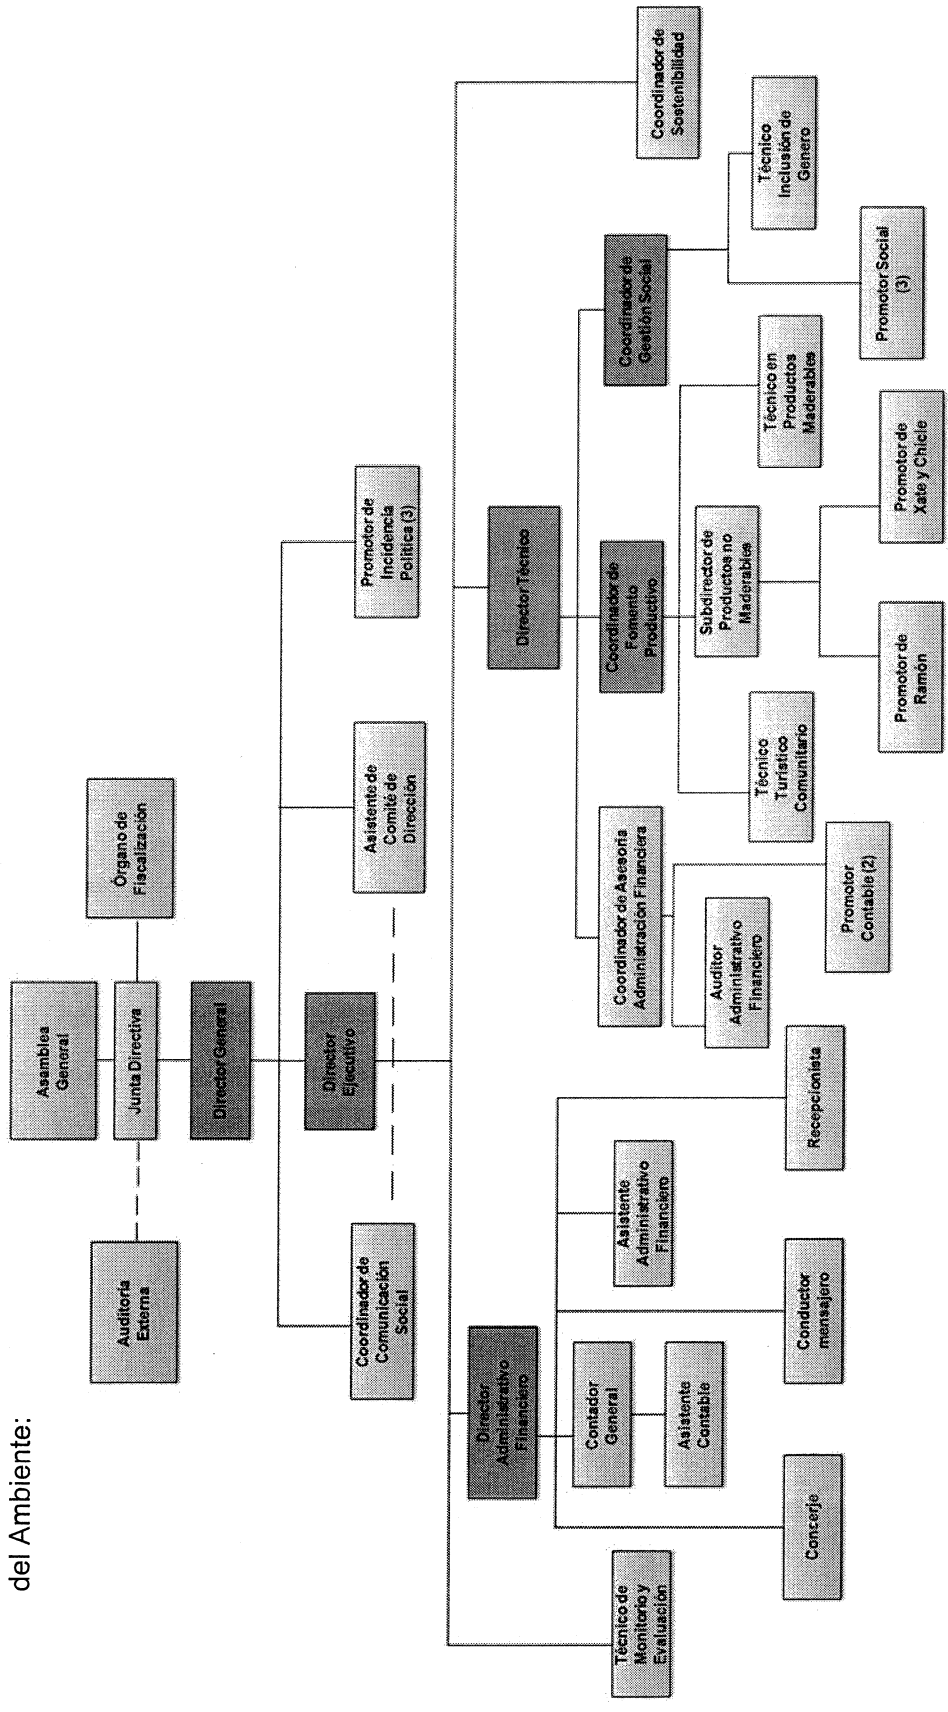 del Ambiente:
Asamblea
General
Auditoría
Externa
Junta Directiva
Órgano de
Fiscalización
Director General
Coordinador de
Comunicación
Social
Director
Ejecutivo
Asistente de
Comité de
Dirección
Promotor de
Incidencia
Política (3)
Técnico de
Monitorio y
Evaluación
Director
Administrativo
Financiero
Director Técnico
Coordinador de
Sostenibilidad
Contador
General
Asistente
Administrativo
Financiero
Asistente
Contable
Concerje
Conductor
mensajero
Recepcionista
Coordinador de Asesoría
Administración Financiera
Coordinador de
Fomento
Productivo
Coordinador de
Gestión Social
Auditor
Administrativo
Financiero
Promotor
Contable (2)
Técnico
Turístico
Comunitario
Subdirector de
Productos no
Maderables
Técnico en
Productos
Maderables
Promotor de
Ramón
Promotor de
Xate y Chicle
Promotor Social
(3)
Técnico
Inclusión de
Genero